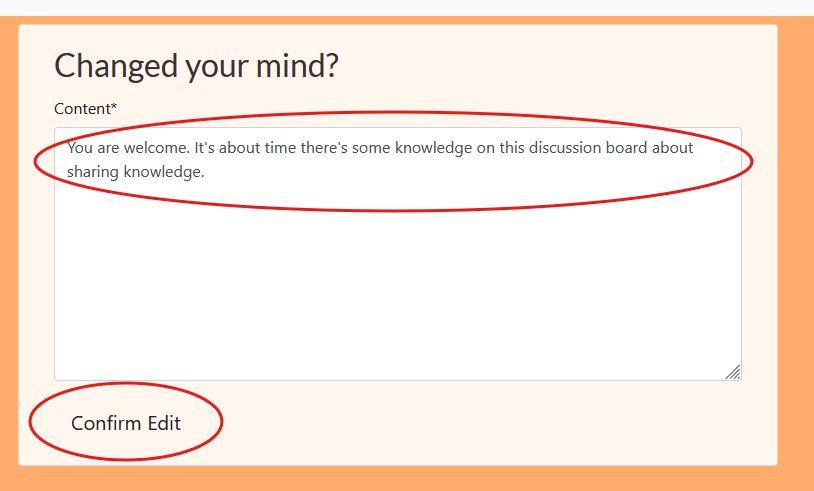 Changed your mind?
Content*
You are welcome. It's about time there's some knowledge on this discussion board about
sharing knowledge.
Confirm Edit